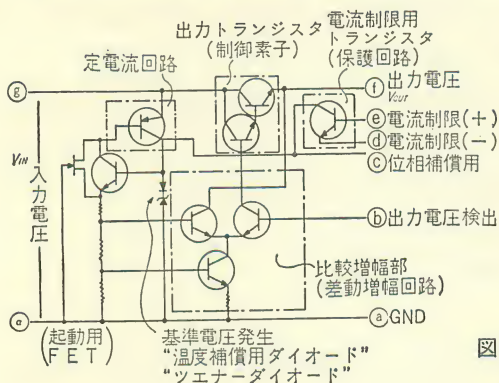 出力トランジスタ
(制御素子)
電流制限用
トランジスタ
(保護回路)
定電流回路
g
f 出力電圧
VOUT
e 電流制限(+)
d 電流制限(−)
c 位相補償用
VIN
入力電圧
b 出力電圧検出
比較増幅部
(差動増幅回路)
a
a GND
(起動用
FET)
基準電圧発生
“温度補償用ダイオード”
“ツエナーダイオード”
図